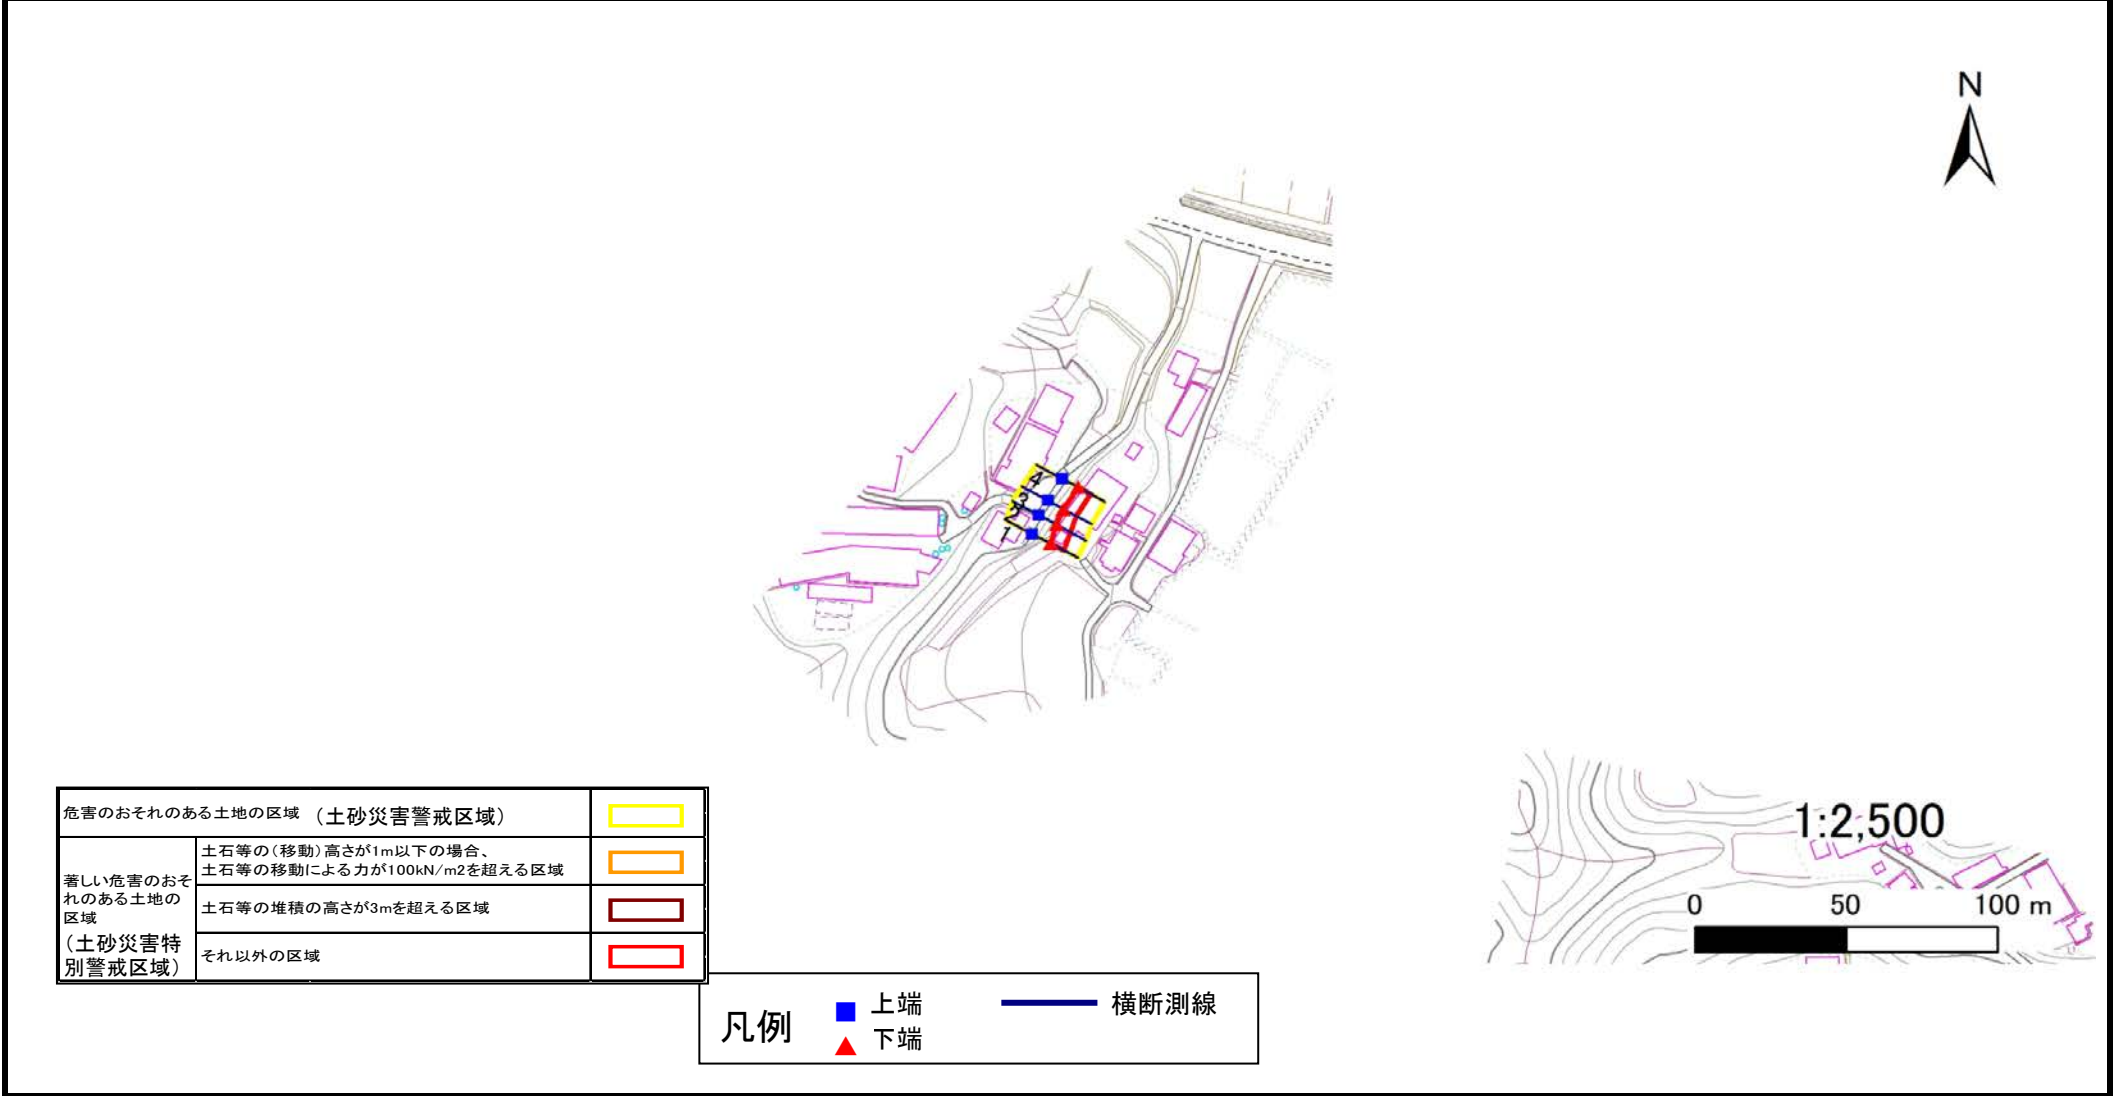 N
4
3
2
1
危害のおそれのある土地の区域 （土砂災害警戒区域）
著しい危害のおそ
れのある土地の
区域
（土砂災害特
別警戒区域）
土石等の（移動）高さが1m以下の場合、
土石等の移動による力が100kN/m2を超える区域
土石等の堆積の高さが3mを超える区域
それ以外の区域
1:2,500
0 50 100 m
凡例
上端
下端
横断測線